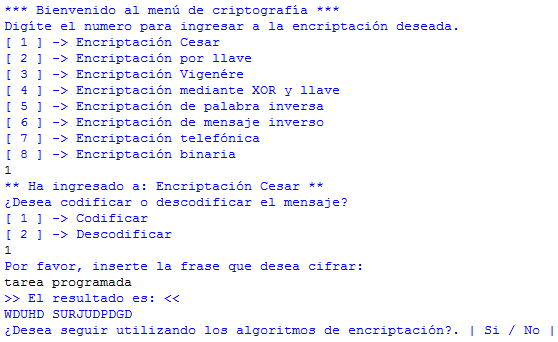 *** Bienvenido al menú de criptografía ***
Digíte el numero para ingresar a la encriptación deseada.
[ 1 ] -> Encriptación Cesar
[ 2 ] -> Encriptación por llave
[ 3 ] -> Encriptación Vigenére
[ 4 ] -> Encriptación mediante XOR y llave
[ 5 ] -> Encriptación de palabra inversa
[ 6 ] -> Encriptación de mensaje inverso
[ 7 ] -> Encriptación telefónica
[ 8 ] -> Encriptación binaria
1
** Ha ingresado a: Encriptación Cesar **
¿Desea codificar o descodificar el mensaje?
[ 1 ] -> Codificar
[ 2 ] -> Descodificar
1
Por favor, inserte la frase que desea cifrar:
tarea programada
>> El resultado es: <<
WDUHD SURJUDPDGD
¿Desea seguir utilizando los algoritmos de encriptación?. | Si / No |